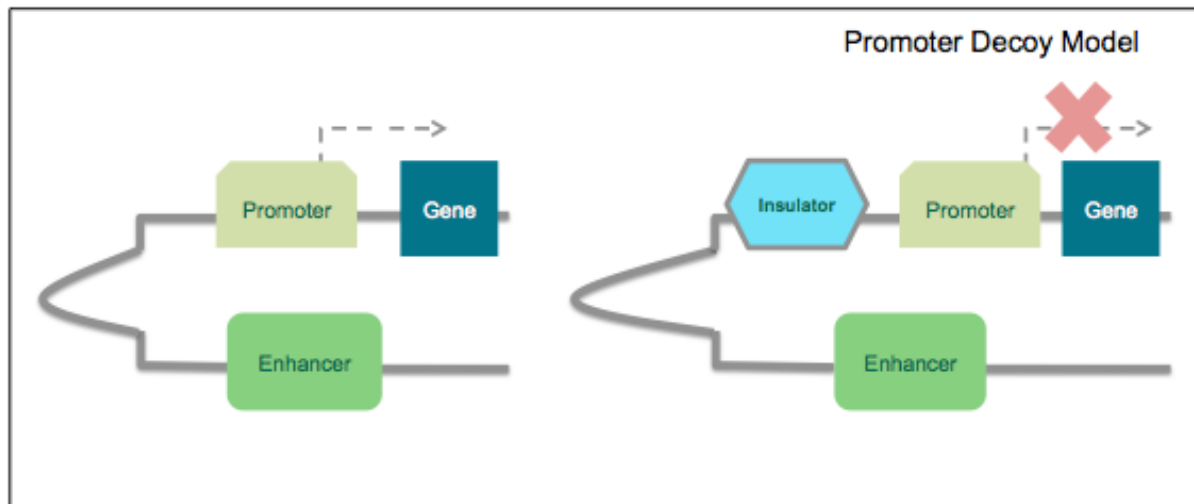 Promoter Decoy Model
Promoter
Gene
Enhancer
Insulator
Promoter
Gene
Enhancer